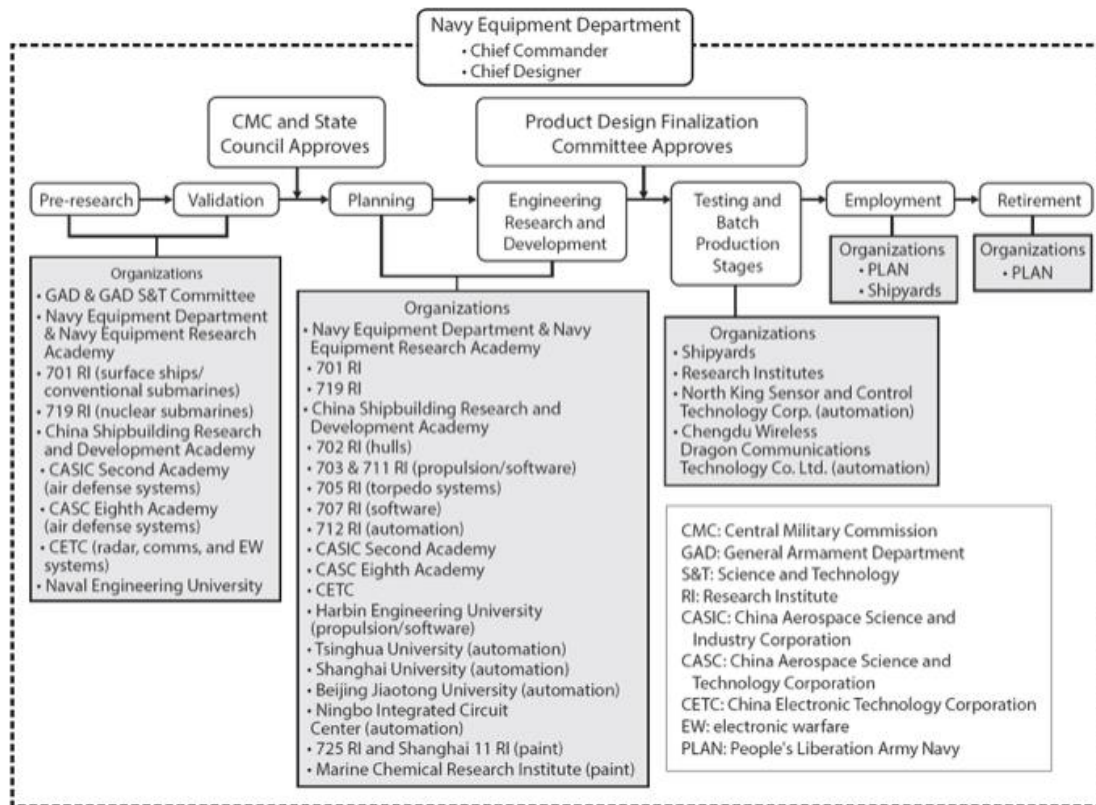 Navy Equipment Department
• Chief Commander
• Chief Designer
CMC and State
Council Approves
Product Design Finalization
Committee Approves
Pre-research
Validation
Planning
Engineering
Research and
Development
Testing and
Batch
Production
Stages
Employment
Retirement
Organizations
• GAD & GAD S&T Committee
• Navy Equipment Department
& Navy Equipment Research
Academy
• 701 RI (surface ships/
conventional submarines)
• 719 RI (nuclear submarines)
• China Shipbuilding Research
and Development Academy
• CASIC Second Academy
(air defense systems)
• CASC Eighth Academy
(air defense systems)
• CETC (radar, comms, and EW
systems)
• Naval Engineering University
Organizations
• Navy Equipment Department & Navy
Equipment Research Academy
• 701 RI
• 719 RI
• China Shipbuilding Research and
Development Academy
• 702 RI (hulls)
• 703 & 711 RI (propulsion/software)
• 705 RI (torpedo systems)
• 707 RI (software)
• 712 RI (automation)
• CASIC Second Academy
• CASC Eighth Academy
• CETC
• Harbin Engineering University
(propulsion/software)
• Tsinghua University (automation)
• Shanghai University (automation)
• Beijing Jiaotong University (automation)
• Ningbo Integrated Circuit
Center (automation)
• 725 RI and Shanghai 11 RI (paint)
• Marine Chemical Research Institute (paint)
Organizations
• Shipyards
• Research Institutes
• North King Sensor and Control
Technology Corp. (automation)
• Chengdu Wireless
Dragon Communications
Technology Co. Ltd. (automation)
Organizations
• PLAN
• Shipyards
Organizations
• PLAN
CMC: Central Military Commission
GAD: General Armament Department
S&T: Science and Technology
RI: Research Institute
CASIC: China Aerospace Science and
Industry Corporation
CASC: China Aerospace Science and
Technology Corporation
CETC: China Electronic Technology Corporation
EW: electronic warfare
PLAN: People's Liberation Army Navy